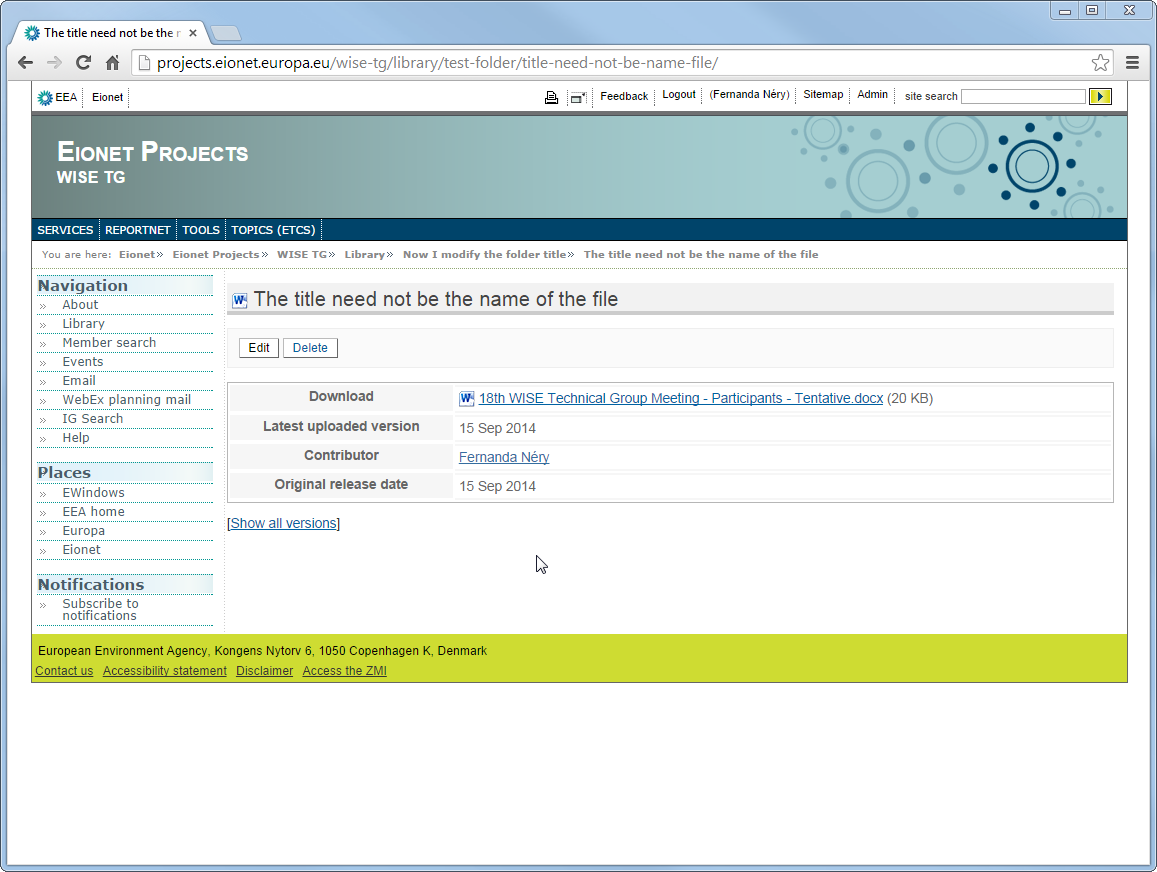 The title need not be the n
projects.eionet.europa.eu/wise-tg/library/test-folder/title-need-not-be-name-file/
EEA Eionet Feedback Logout (Fernanda Néry) Sitemap Admin site search
Eionet Projects
WISE TG
SERVICES REPORTNET TOOLS TOPICS (ETCS)
You are here: Eionet» Eionet Projects» WISE TG» Library» Now I modify the folder title» The title need not be the name of the file
Navigation
» About
» Library
» Member search
» Events
» Email
» WebEx planning mail
» IG Search
» Help
Places
» EWindows
» EEA home
» Europa
» Eionet
Notifications
» Subscribe to
notifications
The title need not be the name of the file
Edit Delete
Download 18th WISE Technical Group Meeting - Participants - Tentative.docx (20 KB)
Latest uploaded version 15 Sep 2014
Contributor Fernanda Néry
Original release date 15 Sep 2014
[Show all versions]
European Environment Agency, Kongens Nytorv 6, 1050 Copenhagen K, Denmark
Contact us Accessibility statement Disclaimer Access the ZMI